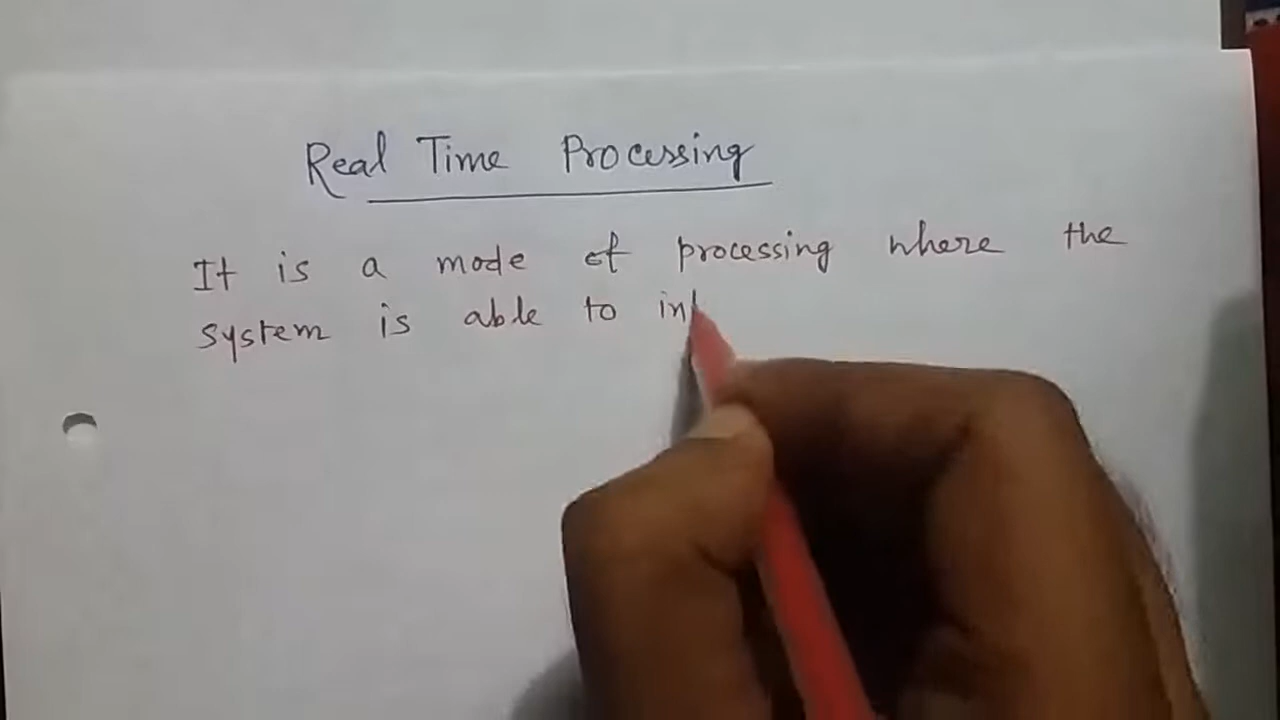 Real Time Processing
It is a mode of processing where the
system is able to